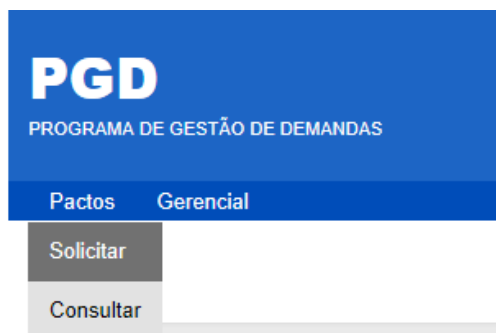 PGD
PROGRAMA DE GESTÃO DE DEMANDAS
Pactos Gerencial
Solicitar
Consultar